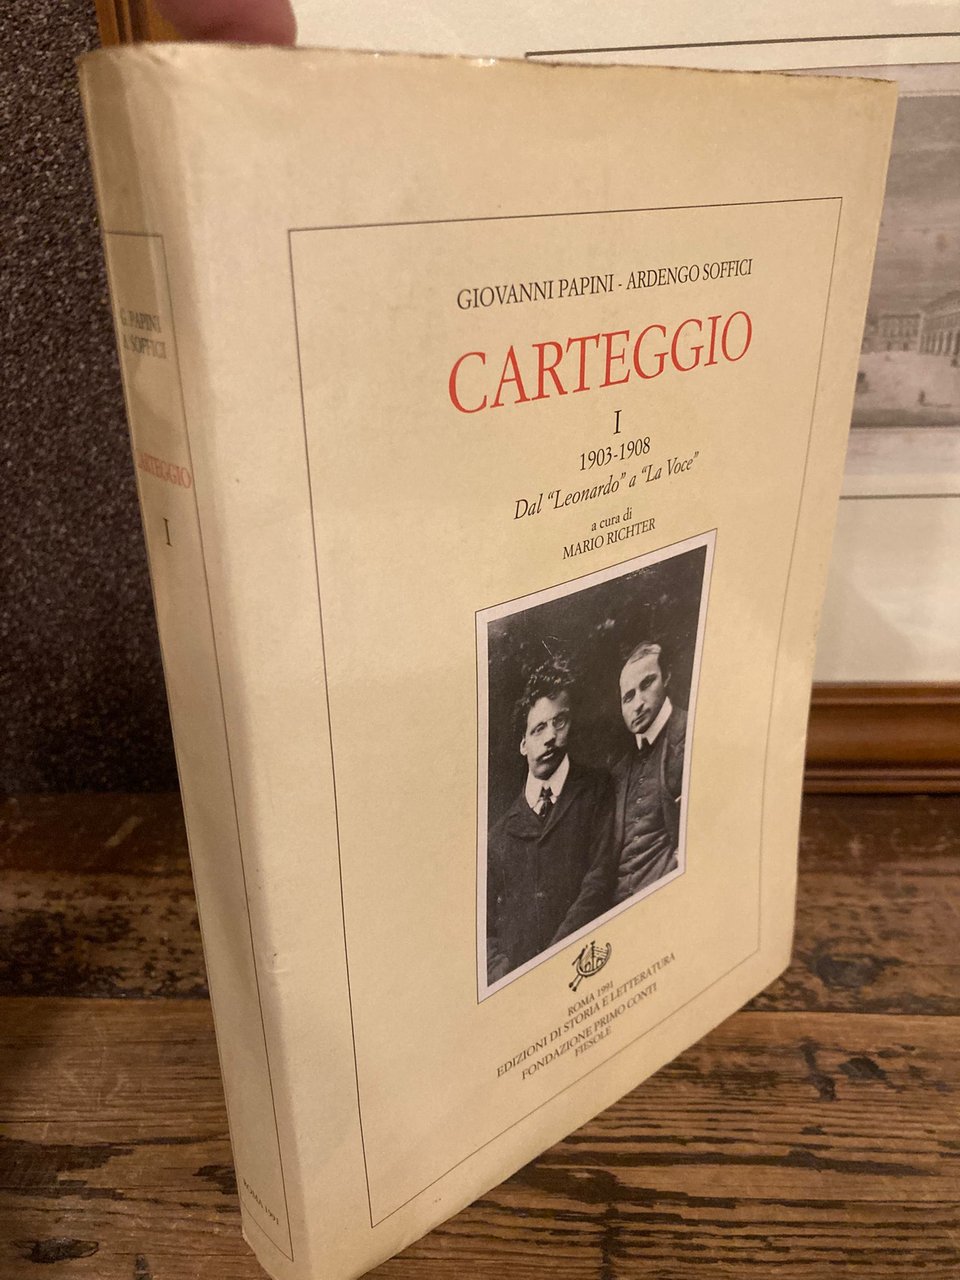 GIOVANNI PAPINI - ARDENGO SOFFICI
CARTEGGIO
I
1903-1908
Dal "Leonardo" a "La Voce"
a cura di
MARIO RICHTER
ROMA 1991
EDIZIONI DI STORIA E LETTERATURA
FONDAZIONE PRIMO CONTI
FIESOLE
G. PAPINI
A. SOFFICI
CARTEGGIO
I
ROMA 1991